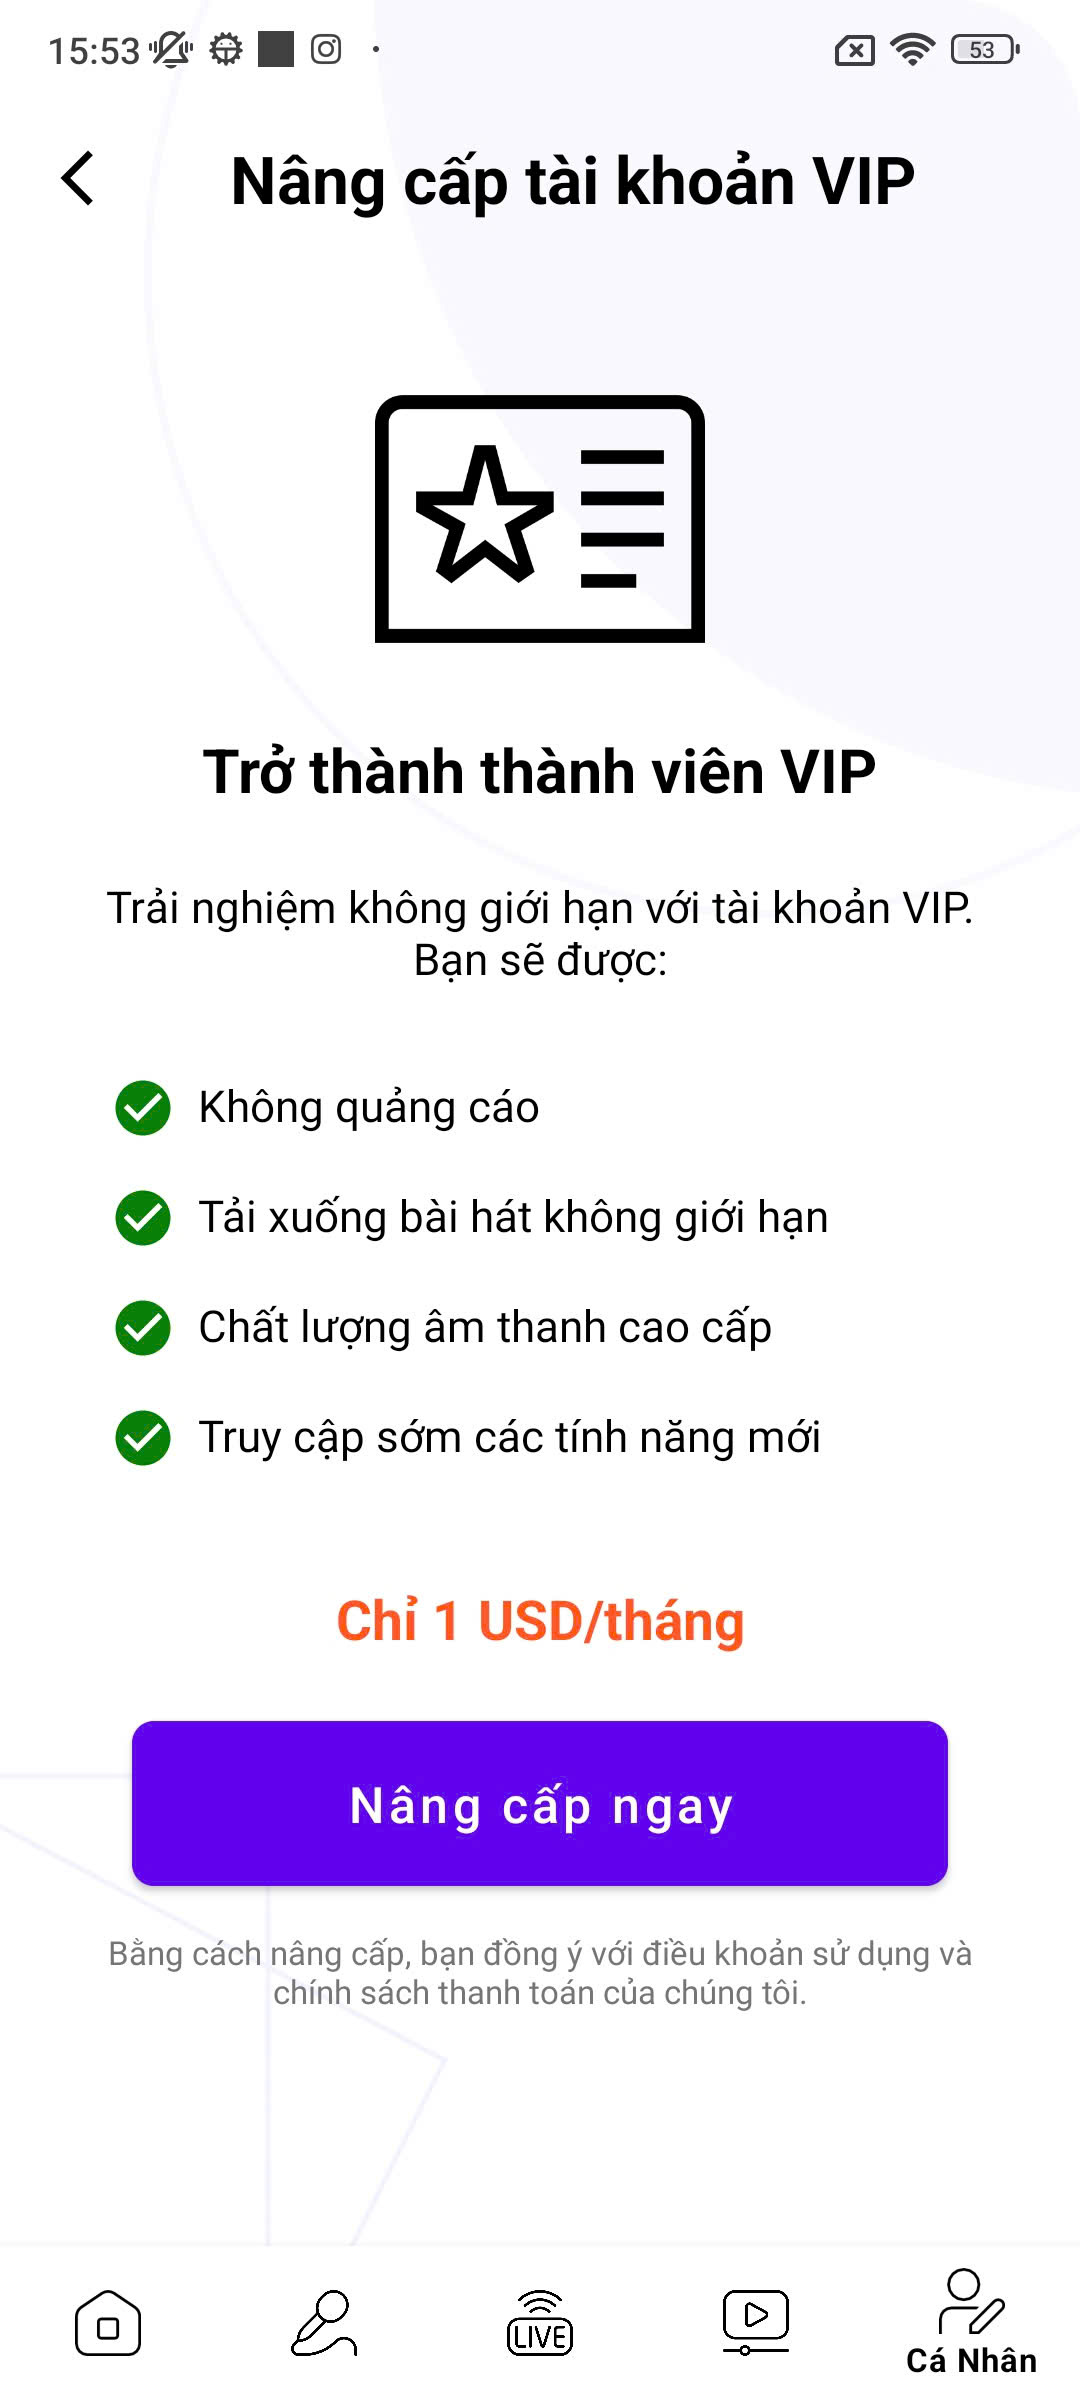 15:53
53
Nâng cấp tài khoản VIP
Trở thành thành viên VIP
Trải nghiệm không giới hạn với tài khoản VIP.
Bạn sẽ được:
Không quảng cáo
Tải xuống bài hát không giới hạn
Chất lượng âm thanh cao cấp
Truy cập sớm các tính năng mới
Chỉ 1 USD/tháng
Nâng cấp ngay
Bằng cách nâng cấp, bạn đồng ý với điều khoản sử dụng và
chính sách thanh toán của chúng tôi.
LIVE
Cá Nhân